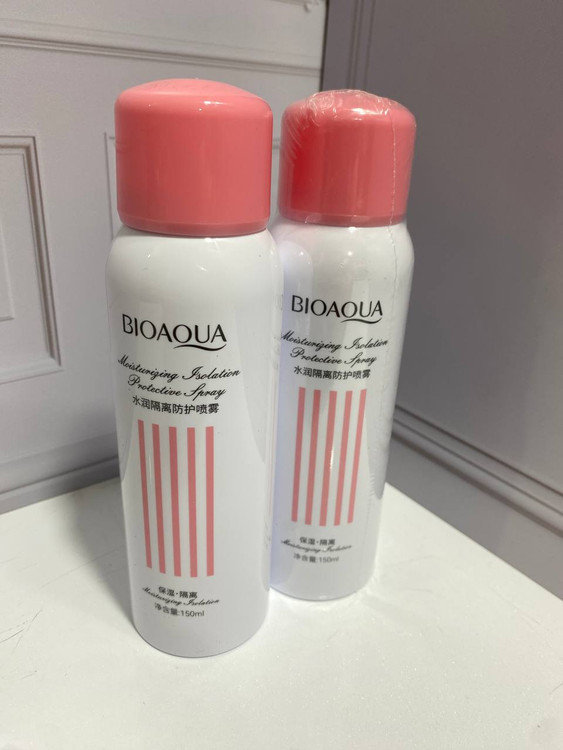 BIOAQUA
Moisturizing Isolation
Protective Spray
水润隔离防护喷雾
保湿·隔离
Moisturizing Isolation
净含量:150ml
BIOAQUA
Moisturizing Isolation
Protective Spray
水润隔离防护喷雾
保湿·隔离
Moisturizing Isolation
净含量:150ml